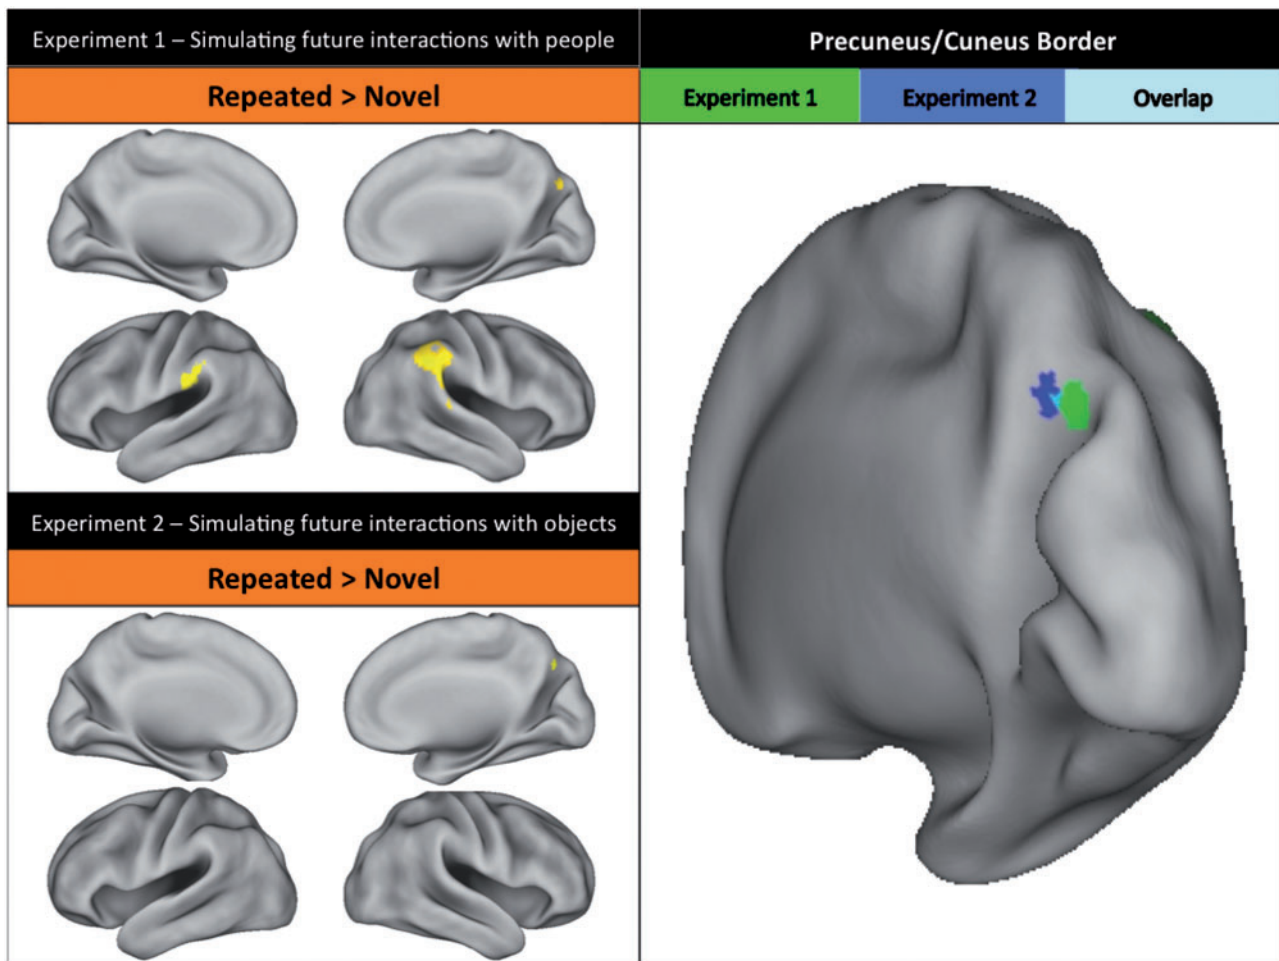 Experiment 1 – Simulating future interactions with people
Repeated > Novel
Experiment 2 – Simulating future interactions with objects
Repeated > Novel
Precuneus/Cuneus Border
Experiment 1
Experiment 2
Overlap